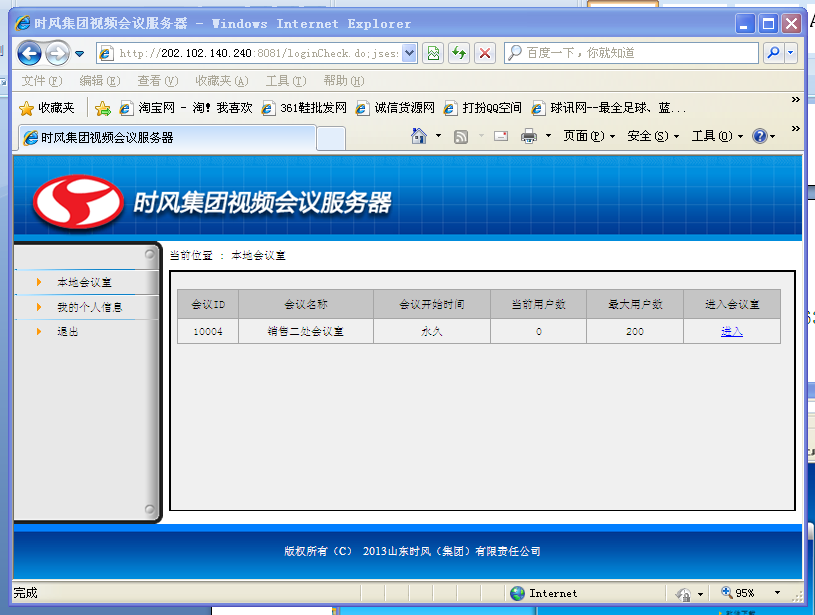 时风集团视频会议服务器 - Windows Internet Explorer
http://202.102.140.240:8081/loginCheck.do;jses: 百度一下，你就知道
文件(F) 编辑(E) 查看(V) 收藏夹(A) 工具(T) 帮助(H)
收藏夹 淘宝网 - 淘! 我喜欢 361鞋批发网 诚信货源网 打扮QQ空间 球讯网--最全足球、蓝... »
时风集团视频会议服务器 页面(P) 安全(S) 工具(O) »
时风集团视频会议服务器
当前位置 : 本地会议室
本地会议室
我的个人信息
退出
会议ID 会议名称 会议开始时间 当前用户数 最大用户数 进入会议室
10004 销售二处会议室 永久 0 200 进入
版权所有（C） 2013山东时风（集团）有限责任公司
完成 Internet 95%